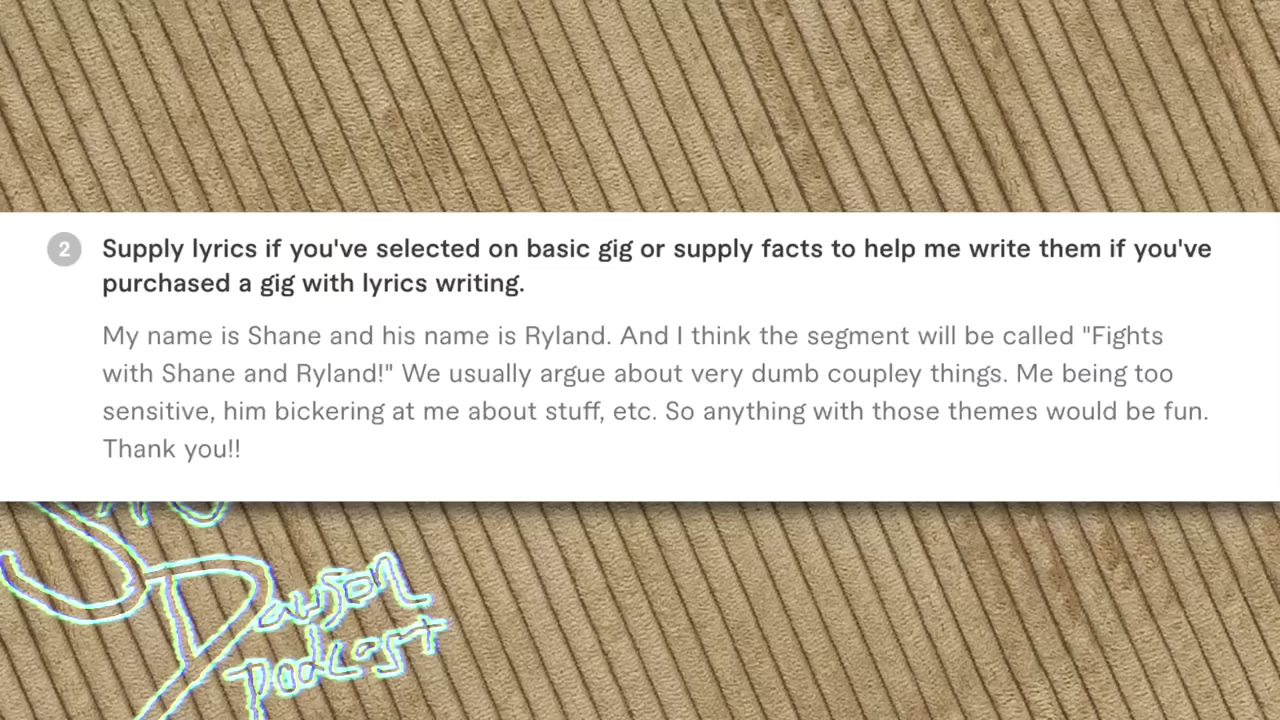 2
Supply lyrics if you've selected on basic gig or supply facts to help me write them if you've
purchased a gig with lyrics writing.
My name is Shane and his name is Ryland. And I think the segment will be called "Fights
with Shane and Ryland!" We usually argue about very dumb coupley things. Me being too
sensitive, him bickering at me about stuff, etc. So anything with those themes would be fun.
Thank you!!
Dawson
Podcast